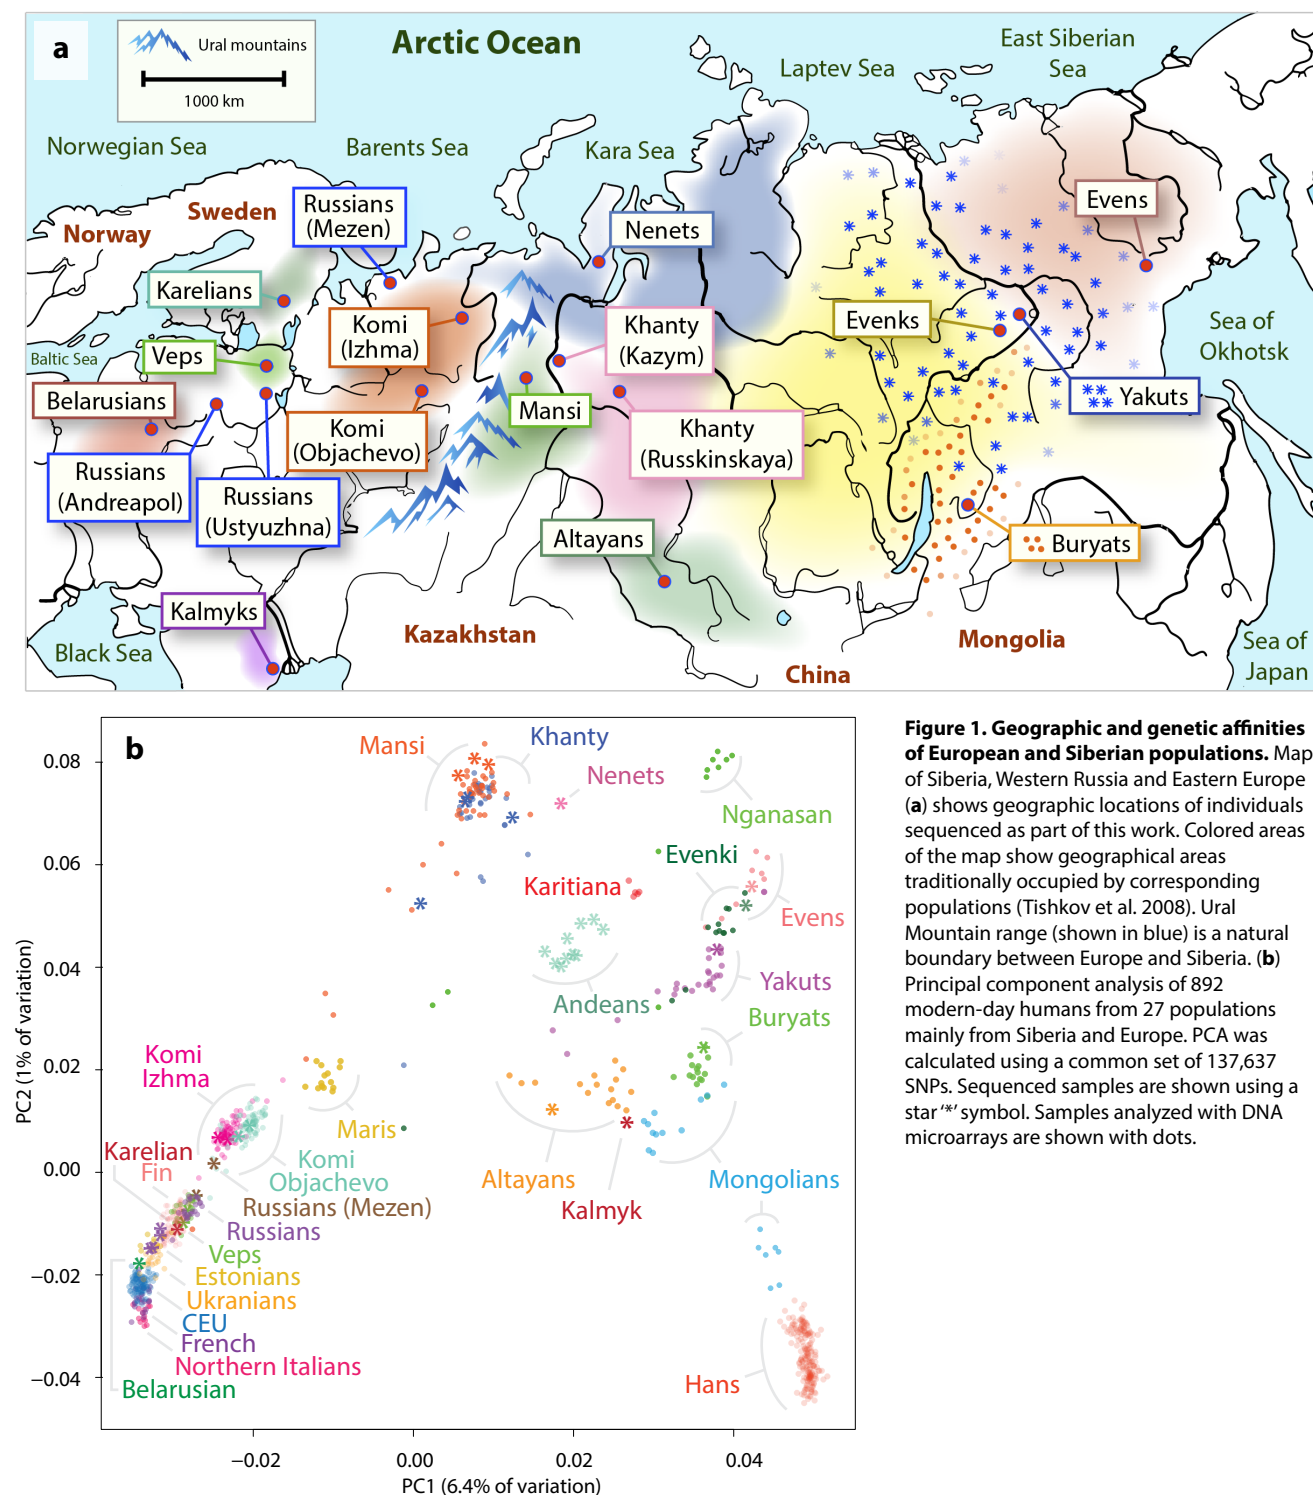 a
Ural mountains
1000 km
Arctic Ocean
Laptev Sea
East Siberian
Sea
Norwegian Sea
Barents Sea
Kara Sea
Norway
Sweden
Russians
(Mezen)
Nenets
Evens
Karelians
Komi
(Izhma)
Khanty
(Kazym)
Evenks
Sea of
Okhotsk
Baltic Sea
Veps
Belarusians
Mansi
Yakuts
Komi
(Objachevo)
Khanty
(Russkinskaya)
Russians
(Andreapol)
Russians
(Ustyuzhna)
Altayans
Buryats
Kalmyks
Kazakhstan
Mongolia
Black Sea
China
Sea of
Japan
b
PC2 (1% of variation)
0.08
0.06
0.04
0.02
0.00
−0.02
−0.04
Mansi
Khanty
Nenets
Nganasan
Evenki
Karitiana
Evens
Andeans
Yakuts
Buryats
Komi
Izhma
Maris
Karelian
Fin
Komi
Objachevo
Altayans
Mongolians
Russians (Mezen)
Kalmyk
Russians
Veps
Estonians
Ukranians
CEU
French
Northern Italians
Belarusian
Hans
−0.02
0.00
0.02
0.04
PC1 (6.4% of variation)
Figure 1. Geographic and genetic affinities
of European and Siberian populations. Map
of Siberia, Western Russia and Eastern Europe
(a) shows geographic locations of individuals
sequenced as part of this work. Colored areas
of the map show geographical areas
traditionally occupied by corresponding
populations (Tishkov et al. 2008). Ural
Mountain range (shown in blue) is a natural
boundary between Europe and Siberia. (b)
Principal component analysis of 892
modern-day humans from 27 populations
mainly from Siberia and Europe. PCA was
calculated using a common set of 137,637
SNPs. Sequenced samples are shown using a
star ‘*’ symbol. Samples analyzed with DNA
microarrays are shown with dots.